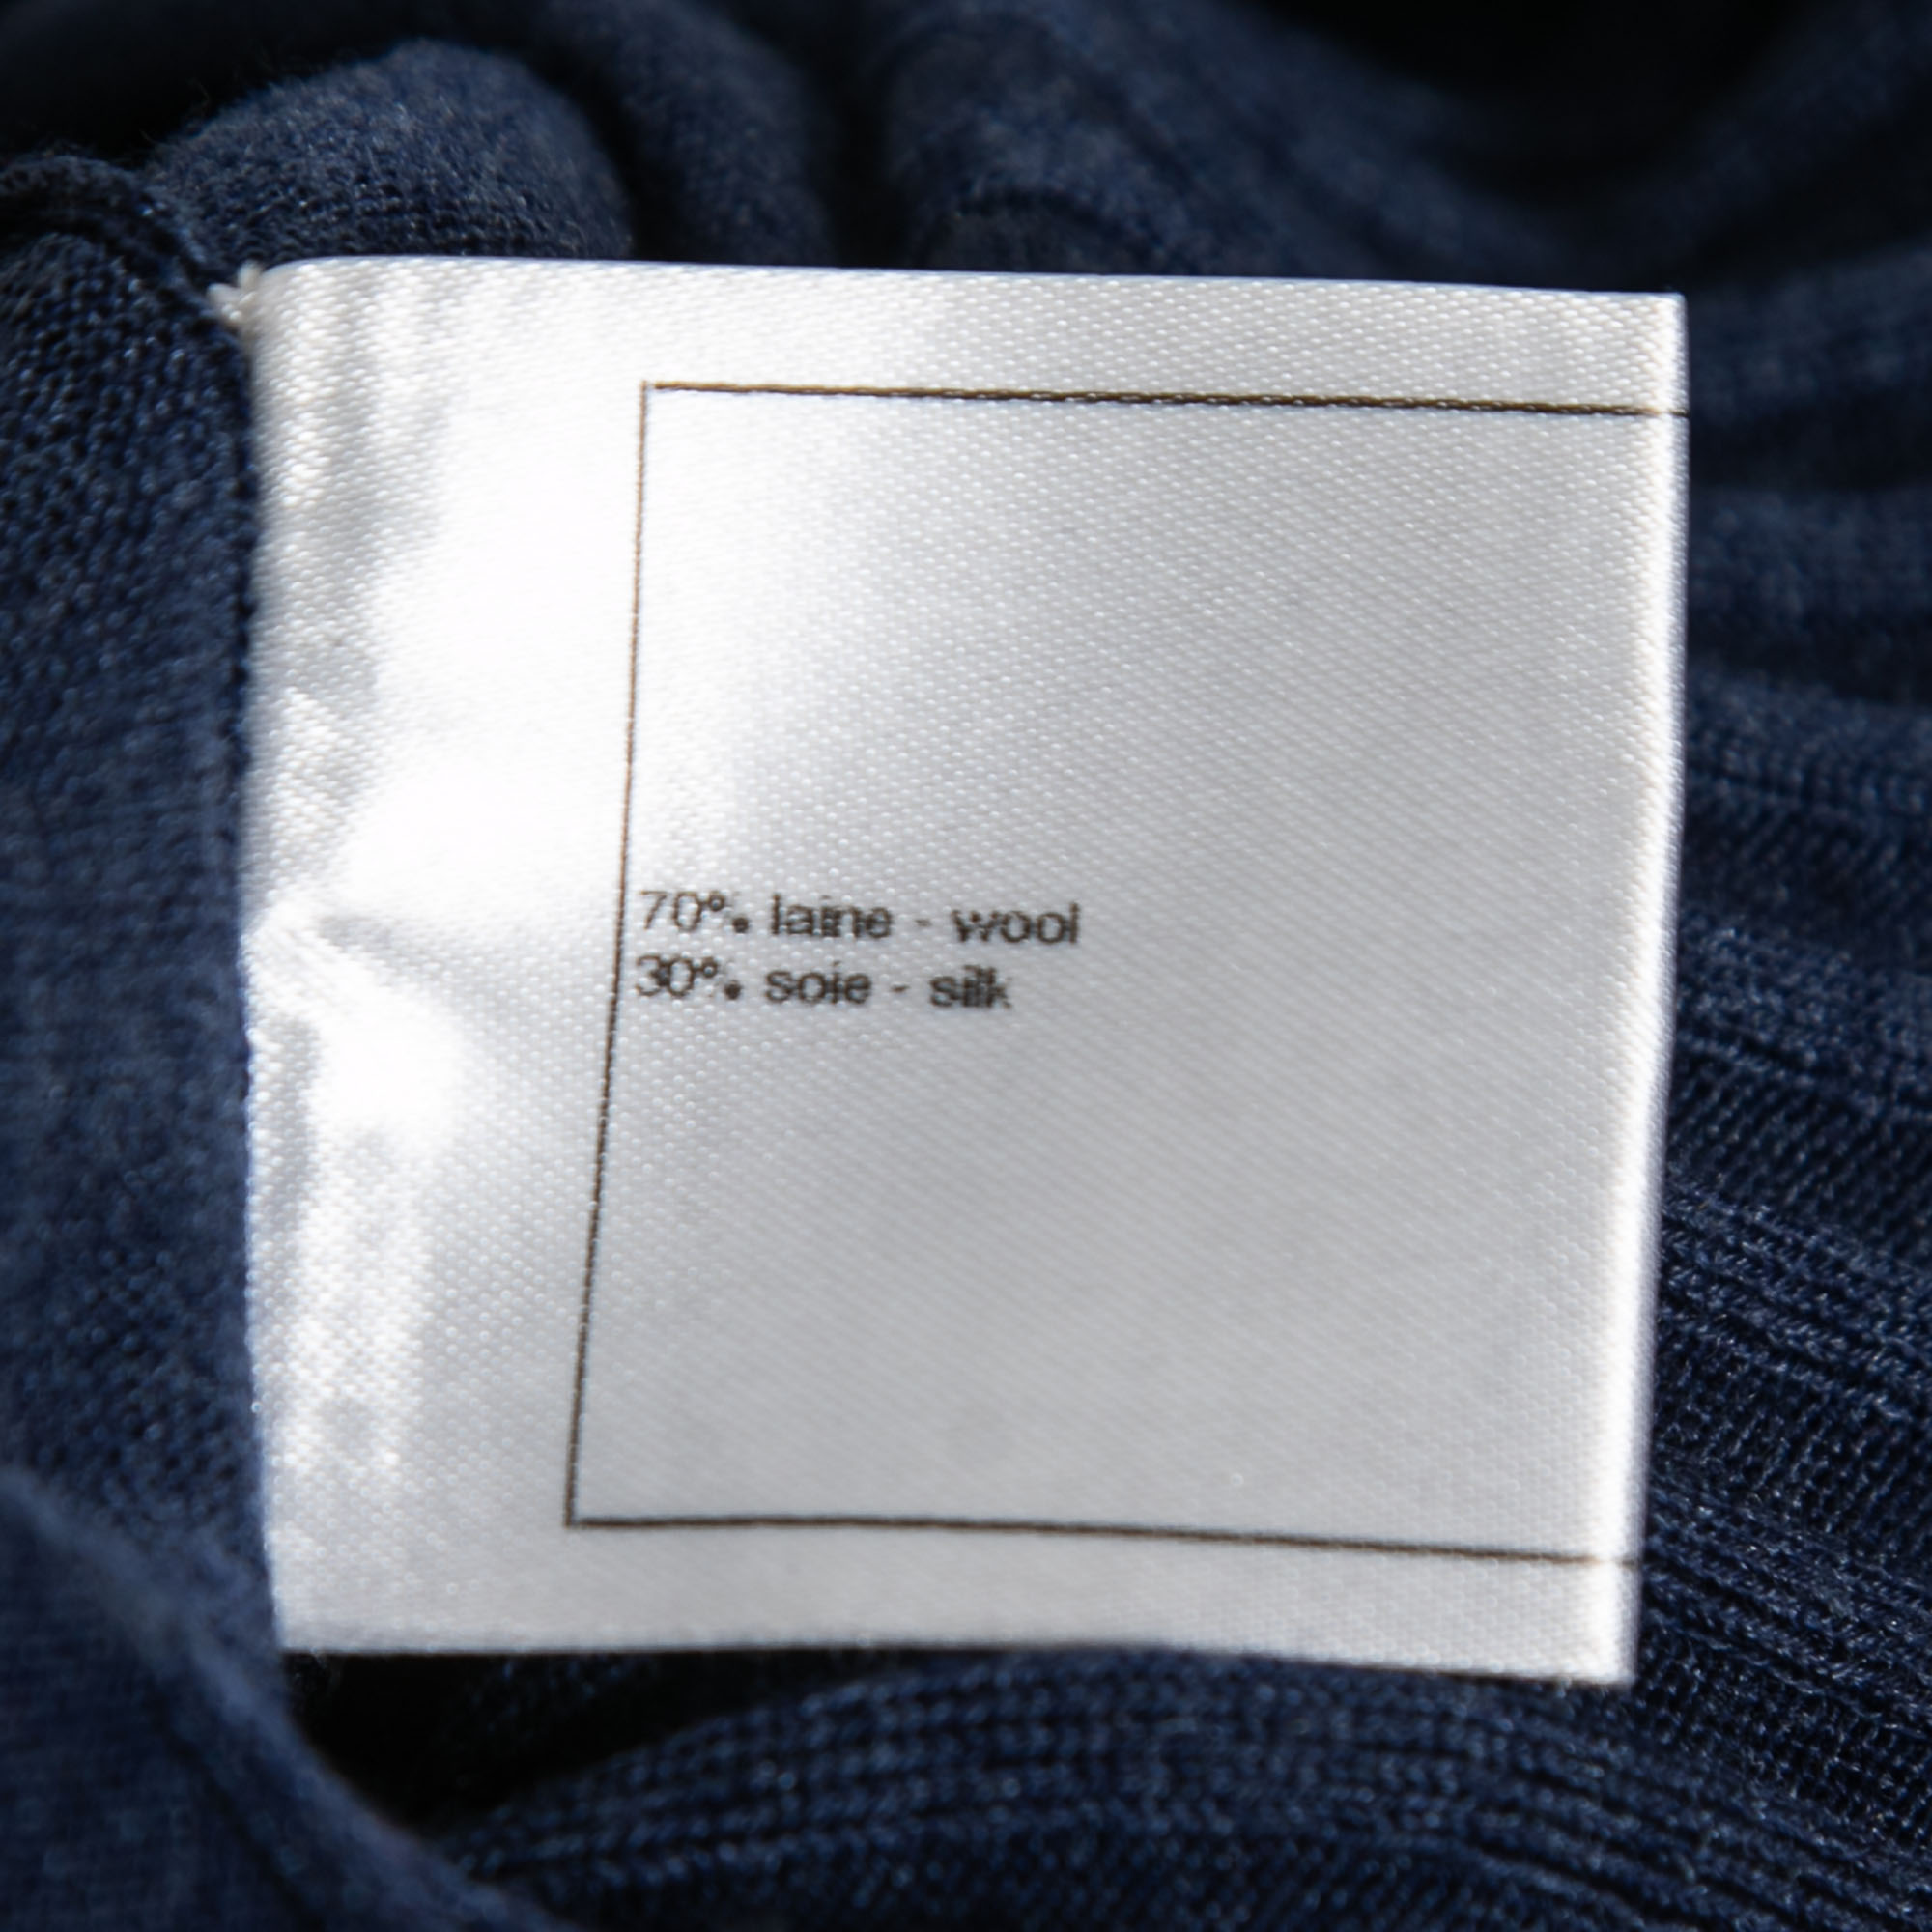 70% laine - wool
30% soie - silk